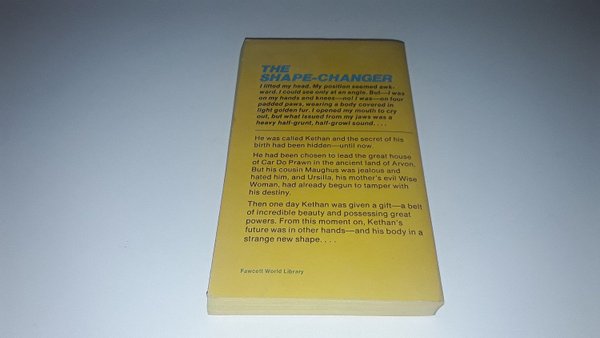 THE
SHAPE-CHANGER
I lifted my head. My position seemed awk-
ward. I could see only at an angle. But—I was
on my hands and knees—no! I was—on four
padded paws, wearing a body covered in
light golden fur. I opened my mouth to cry
out, but what issued from my jaws was a
heavy half-grunt, half-growl sound. . . .
He was called Kethan and the secret of his
birth had been hidden—until now.
He had been chosen to lead the great house
of Car Do Prawn in the ancient land of Arvon.
But his cousin Maughus was jealous and
hated him, and Ursilla, his mother's evil Wise
Woman, had already begun to tamper with
his destiny.
Then one day Kethan was given a gift—a belt
of incredible beauty and possessing great
powers. From this moment on, Kethan's
future was in other hands—and his body in a
strange new shape. . . .
Fawcett World Library